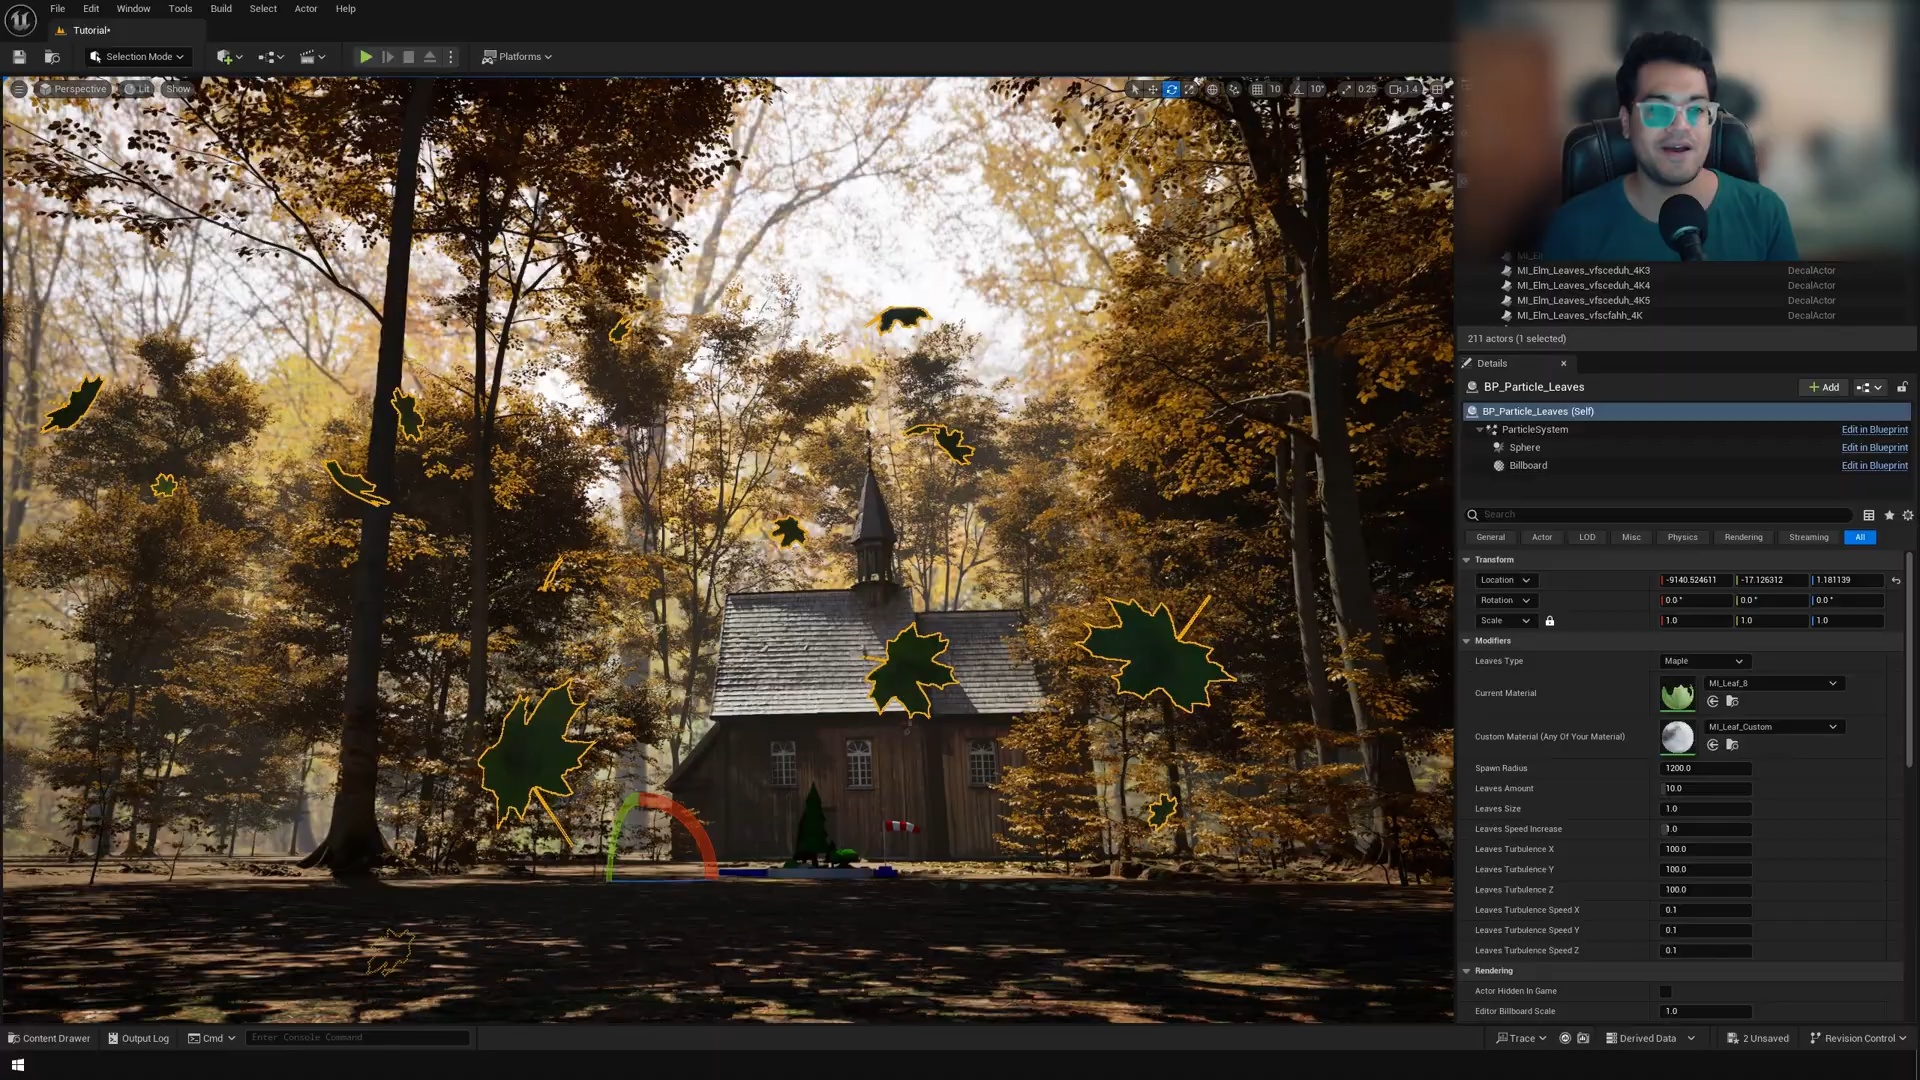 File Edit Window Tools Build Select Actor Help
Tutorial•
Selection Mode
Platforms
Perspective Lit Show
10 10° 0.25 1.4
MI_El
MI_Elm_Leaves_vfsceduh_4K3 DecalActor
MI_Elm_Leaves_vfsceduh_4K4 DecalActor
MI_Elm_Leaves_vfsceduh_4K5 DecalActor
MI_Elm_Leaves_vfscfahh_4K DecalActor
211 actors (1 selected)
Details
BP_Particle_Leaves
Add
BP_Particle_Leaves (Self)
ParticleSystem Edit in Blueprint
Sphere Edit in Blueprint
Billboard Edit in Blueprint
Search
General Actor LOD Misc Physics Rendering Streaming All
Transform
Location -9140.524611 -17.126312 1.181139
Rotation 0.0 ° 0.0 ° 0.0 °
Scale 1.0 1.0 1.0
Modifiers
Leaves Type Maple
Current Material MI_Leaf_8
Custom Material (Any Of Your Material) MI_Leaf_Custom
Spawn Radius 1200.0
Leaves Amount 10.0
Leaves Size 1.0
Leaves Speed Increase 1.0
Leaves Turbulence X 100.0
Leaves Turbulence Y 100.0
Leaves Turbulence Z 100.0
Leaves Turbulence Speed X 0.1
Leaves Turbulence Speed Y 0.1
Leaves Turbulence Speed Z 0.1
Rendering
Actor Hidden In Game
Editor Billboard Scale 1.0
Content Drawer Output Log Cmd Enter Console Command
Trace Derived Data 2 Unsaved Revision Control